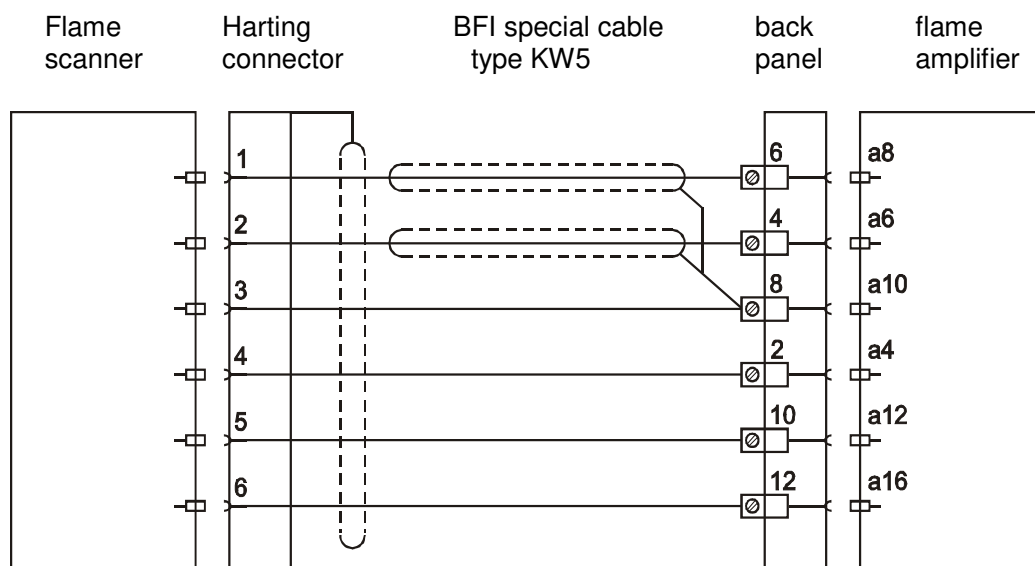 Flame scanner
Harting connector
BFI special cable type KW5
back panel
flame amplifier
1 6 a8
2 4 a6
3 8 a10
4 2 a4
5 10 a12
6 12 a16